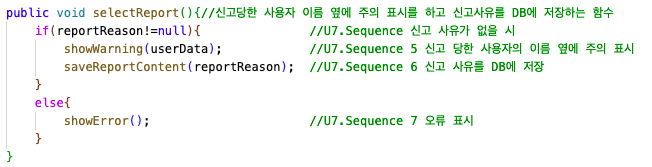 public void selectReport(){//신고당한 사용자 이름 옆에 주의 표시를 하고 신고사유를 DB에 저장하는 함수
if(reportReason!=null){ //U7.Sequence 신고 사유가 없을 시
showWarning(userData); //U7.Sequence 5 신고 당한 사용자의 이름 옆에 주의 표시
saveReportContent(reportReason); //U7.Sequence 6 신고 사유를 DB에 저장
}
else{
showError(); //U7.Sequence 7 오류 표시
}
}